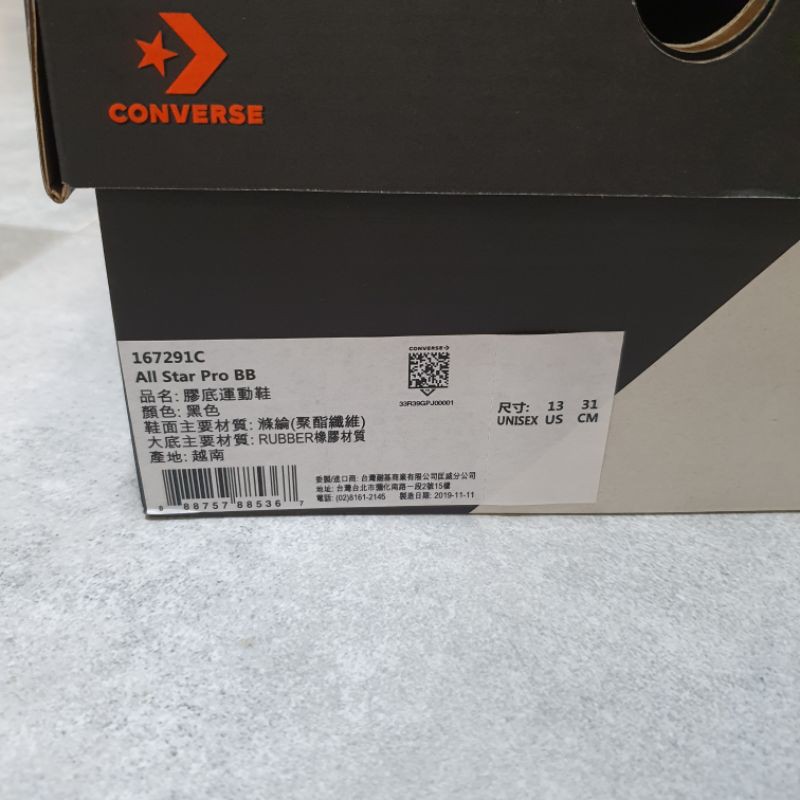 CONVERSE
167291C
All Star Pro BB
品名: 膠底運動鞋
顏色: 黑色
鞋面主要材質: 滌綸(聚酯纖維)
大底主要材質: RUBBER橡膠材質
產地: 越南
8 88757 88536 7
CONVERSE
33R39GPJ00001
委製/進口商: 台灣耐基商業有限公司匡威分公司
地址: 台灣台北市敦化南路一段2號15樓
電話: (02)8161-2145 製造日期: 2019-11-11
尺寸: 13 31
UNISEX US CM